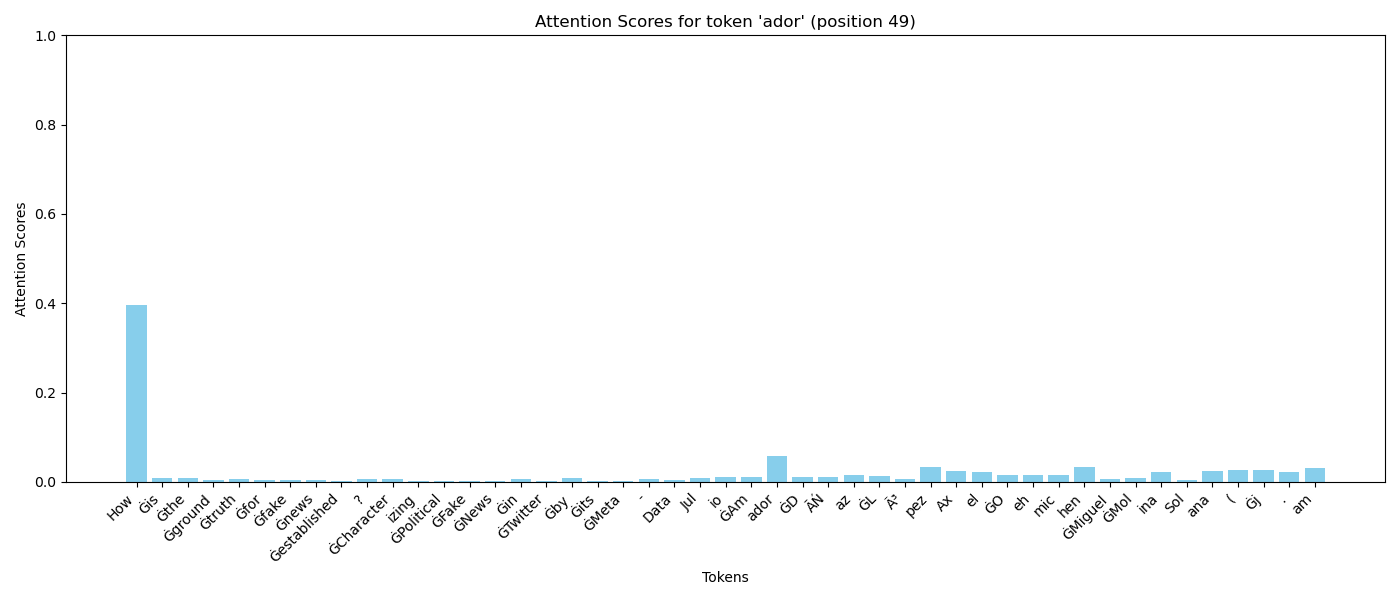 Attention Scores for token 'ador' (position 49)
Attention Scores
1.0
0.8
0.6
0.4
0.2
0.0
How
Ġis
Ġthe
Ġground
Ġtruth
Ġfor
Ġfake
Ġnews
Ġestablished
?
ĠCharacter
izing
ĠPolitical
ĠFake
ĠNews
Ġin
ĠTwitter
Ġby
Ġits
ĠMeta
-
Data
Jul
io
ĠAm
ador
ĠD
ÃŃ
az
ĠL
Ã³
pez
Ax
el
ĠO
eh
mic
hen
ĠMiguel
ĠMol
ina
Sol
ana
(
Ġj
.
am
Tokens